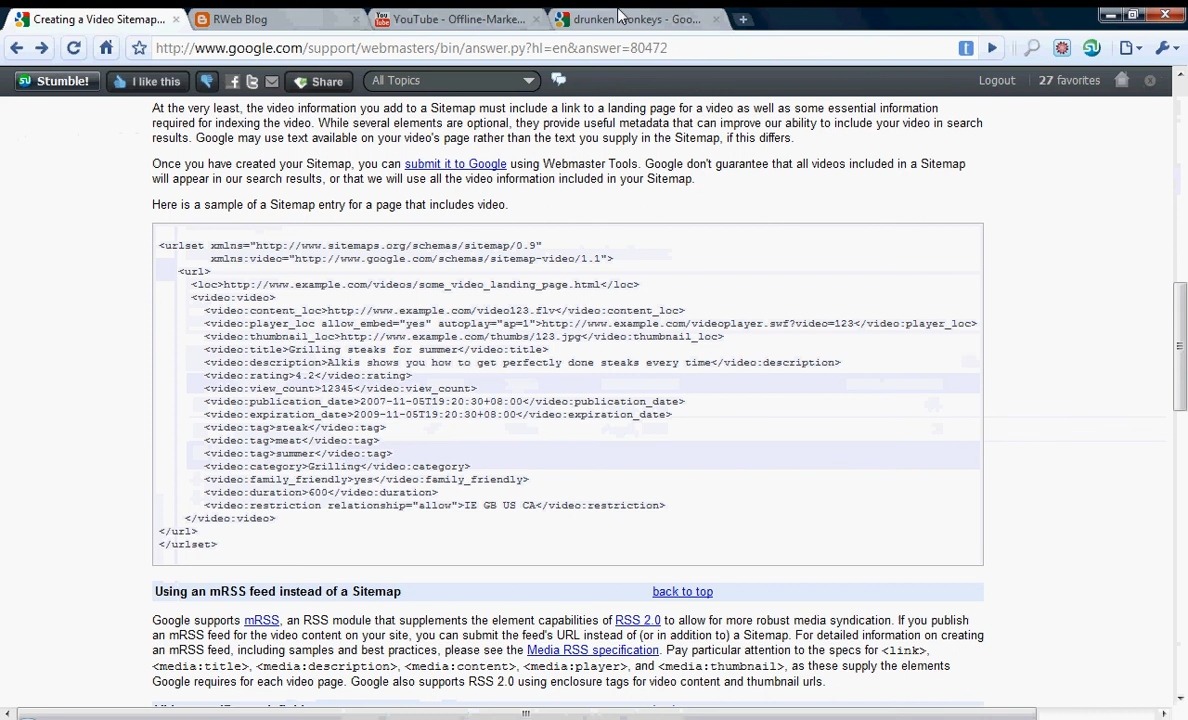 Creating a Video Sitemap...
RWeb Blog
YouTube - Offline-Marke...
drunken monkeys - Goo...
http://www.google.com/support/webmasters/bin/answer.py?hl=en&answer=80472
Stumble! I like this Share All Topics Logout 27 favorites
At the very least, the video information you add to a Sitemap must include a link to a landing page for a video as well as some essential information
required for indexing the video. While several elements are optional, they provide useful metadata that can improve our ability to include your video in search
results. Google may use text available on your video's page rather than the text you supply in the Sitemap, if this differs.
Once you have created your Sitemap, you can submit it to Google using Webmaster Tools. Google don't guarantee that all videos included in a Sitemap
will appear in our search results, or that we will use all the video information included in your Sitemap.
Here is a sample of a Sitemap entry for a page that includes video.
<urlset xmlns="http://www.sitemaps.org/schemas/sitemap/0.9"
xmlns:video="http://www.google.com/schemas/sitemap-video/1.1">
<url>
<loc>http://www.example.com/videos/some_video_landing_page.html</loc>
<video:video>
<video:content_loc>http://www.example.com/video123.flv</video:content_loc>
<video:player_loc allow_embed="yes" autoplay="ap=1">http://www.example.com/videoplayer.swf?video=123</video:player_loc>
<video:thumbnail_loc>http://www.example.com/thumbs/123.jpg</video:thumbnail_loc>
<video:title>Grilling steaks for summer</video:title>
<video:description>Alkis shows you how to get perfectly done steaks every time</video:description>
<video:rating>4.2</video:rating>
<video:view_count>12345</video:view_count>
<video:publication_date>2007-11-05T19:20:30+08:00</video:publication_date>
<video:expiration_date>2009-11-05T19:20:30+08:00</video:expiration_date>
<video:tag>steak</video:tag>
<video:tag>meat</video:tag>
<video:tag>summer</video:tag>
<video:category>Grilling</video:category>
<video:family_friendly>yes</video:family_friendly>
<video:duration>600</video:duration>
<video:restriction relationship="allow">IE GB US CA</video:restriction>
</video:video>
</url>
</urlset>
Using an mRSS feed instead of a Sitemap back to top
Google supports mRSS, an RSS module that supplements the element capabilities of RSS 2.0 to allow for more robust media syndication. If you publish
an mRSS feed for the video content on your site, you can submit the feed's URL instead of (or in addition to) a Sitemap. For detailed information on creating
an mRSS feed, including samples and best practices, please see the Media RSS specification. Pay particular attention to the specs for <link>,
<media:title>, <media:description>, <media:content>, <media:player>, and <media:thumbnail>, as these supply the elements
Google requires for each video page. Google also supports RSS 2.0 using enclosure tags for video content and thumbnail urls.